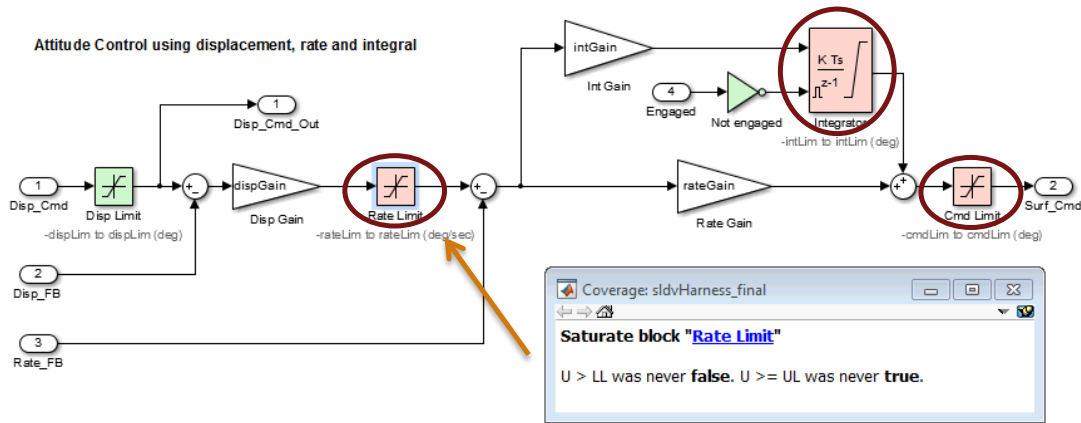 Attitude Control using displacement, rate and integral
intGain
Int Gain
K Ts
z-1
Integrator
-intLim to intLim (deg)
4
Engaged
Not engaged
1
Disp_Cmd_Out
1
Disp_Cmd
Disp Limit
-dispLim to dispLim (deg)
+
-
dispGain
Disp Gain
Rate Limit
-rateLim to rateLim (deg/sec)
+
-
rateGain
Rate Gain
+
+
Cmd Limit
-cmdLim to cmdLim (deg)
2
Surf_Cmd
2
Disp_FB
3
Rate_FB
Coverage: sldvHarness_final
Saturate block "Rate Limit"
U > LL was never false. U >= UL was never true.